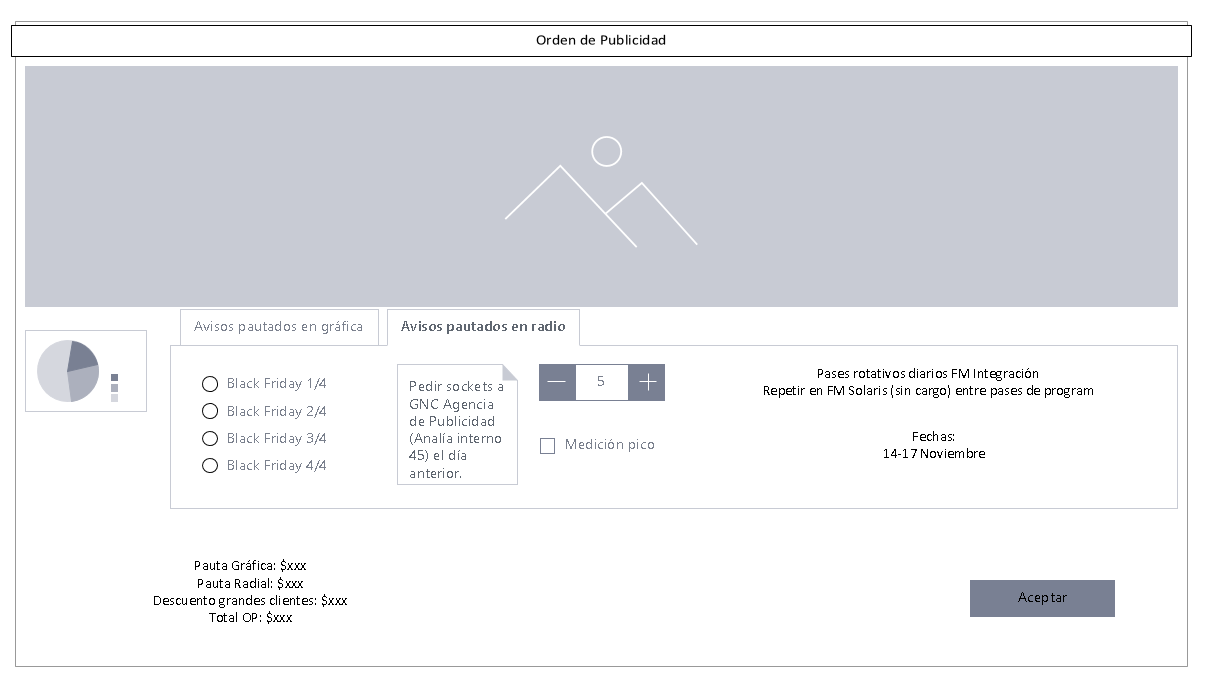 Orden de Publicidad
Avisos pautados en gráfica
Avisos pautados en radio
Black Friday 1/4
Black Friday 2/4
Black Friday 3/4
Black Friday 4/4
Pedir sockets a
GNC Agencia
de Publicidad
(Analía interno
45) el día
anterior.
5
Medición pico
Pases rotativos diarios FM Integración
Repetir en FM Solaris (sin cargo) entre pases de program
Fechas:
14-17 Noviembre
Pauta Gráfica: $xxx
Pauta Radial: $xxx
Descuento grandes clientes: $xxx
Total OP: $xxx
Aceptar